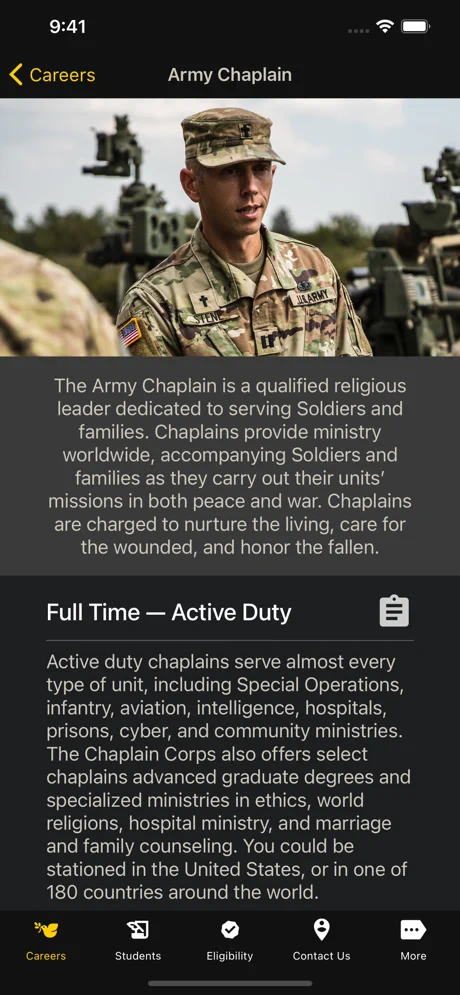 9:41
Careers
Army Chaplain
U.S. ARMY
The Army Chaplain is a qualified religious
leader dedicated to serving Soldiers and
families. Chaplains provide ministry
worldwide, accompanying Soldiers and
families as they carry out their units’
missions in both peace and war. Chaplains
are charged to nurture the living, care for
the wounded, and honor the fallen.
Full Time — Active Duty
Active duty chaplains serve almost every
type of unit, including Special Operations,
infantry, aviation, intelligence, hospitals,
prisons, cyber, and community ministries.
The Chaplain Corps also offers select
chaplains advanced graduate degrees and
specialized ministries in ethics, world
religions, hospital ministry, and marriage
and family counseling. You could be
stationed in the United States, or in one of
180 countries around the world.
Careers
Students
Eligibility
Contact Us
More